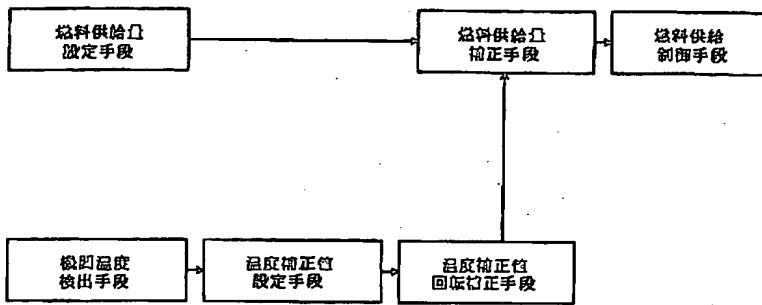 燃料供給量
設定手段
燃料供給量
補正手段
燃料供給
制御手段
機関温度
検出手段
温度補正値
設定手段
温度補正値
回転補正手段